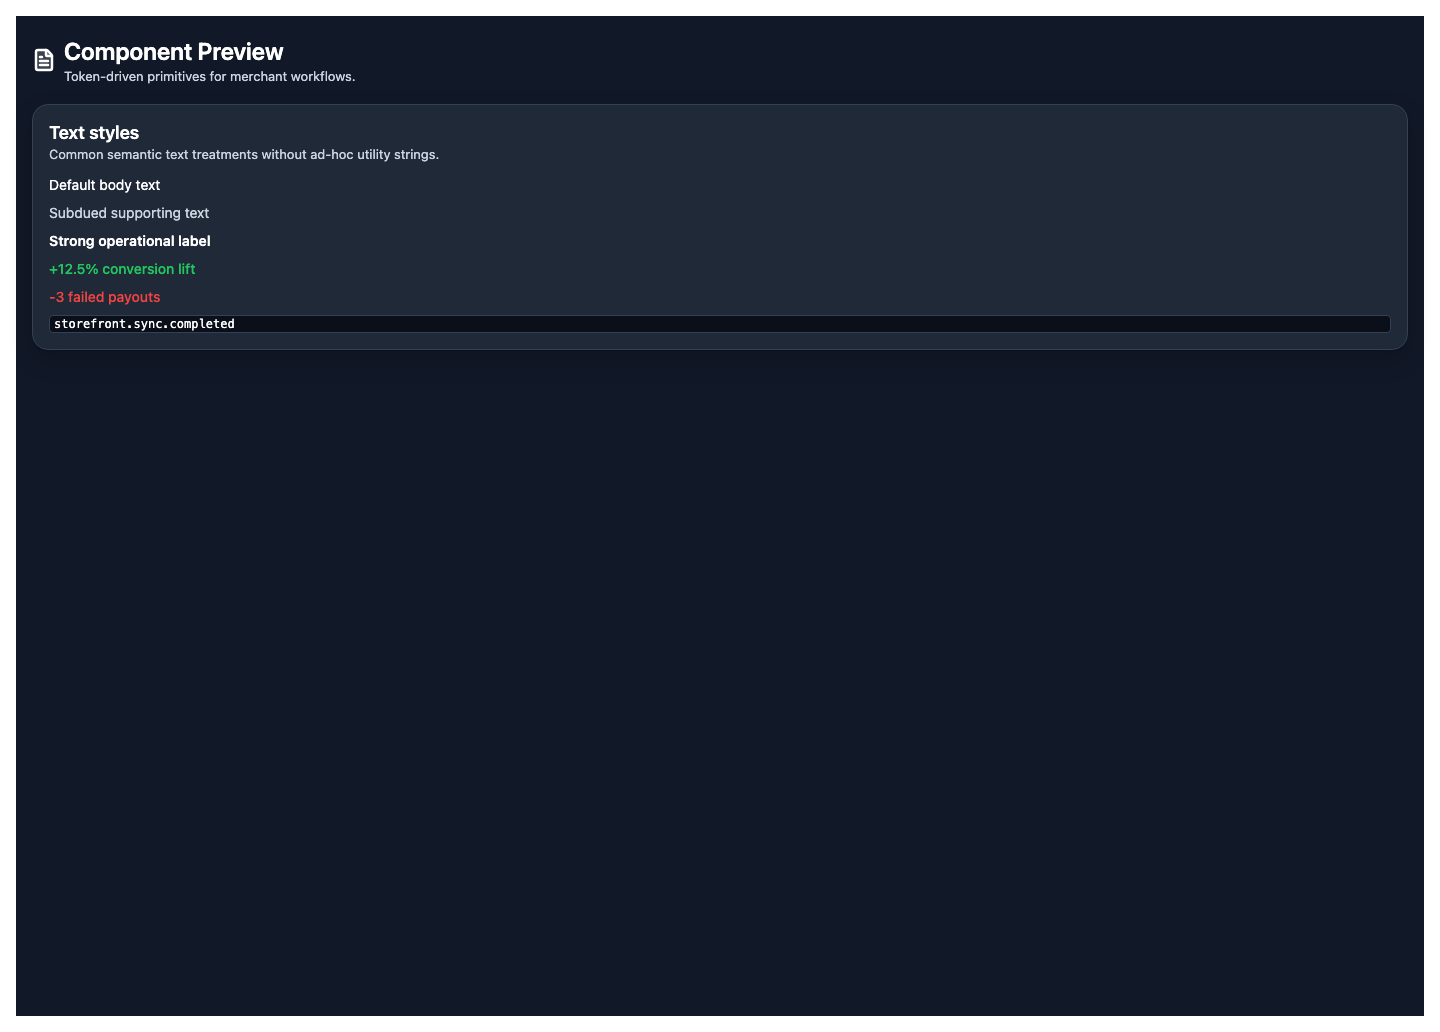 Component Preview
Token-driven primitives for merchant workflows.
Text styles
Common semantic text treatments without ad-hoc utility strings.
Default body text
Subdued supporting text
Strong operational label
+12.5% conversion lift
-3 failed payouts
storefront.sync.completed